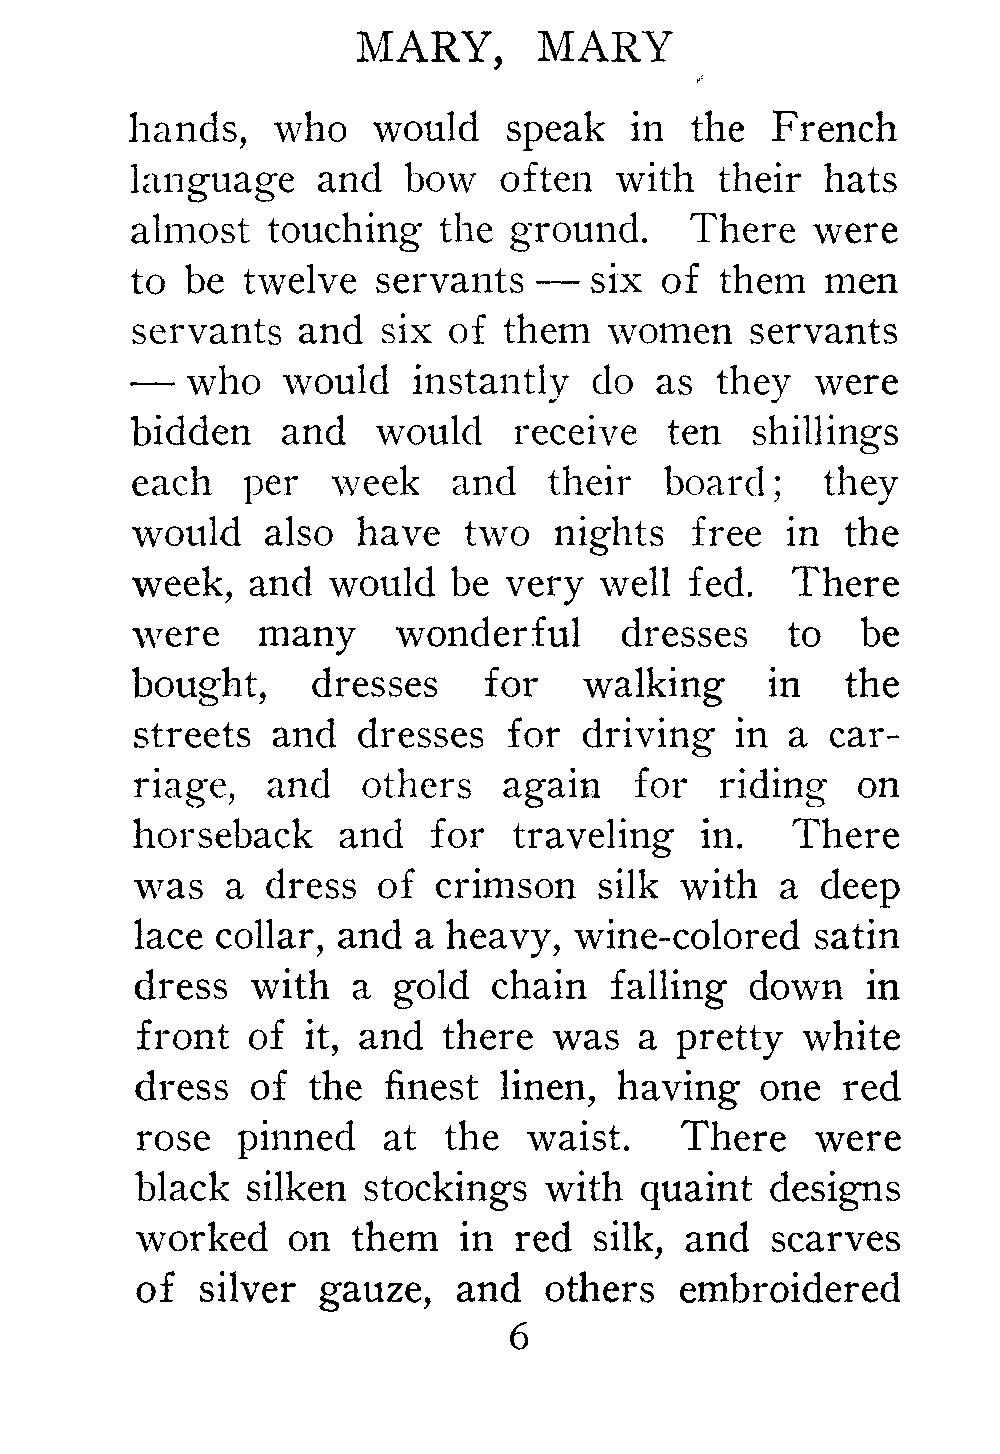 MARY, MARY
hands, who would speak in the French
language and bow often with their hats
almost touching the ground. There were
to be twelve servants — six of them men
servants and six of them women servants
— who would instantly do as they were
bidden and would receive ten shillings
each per week and their board; they
would also have two nights free in the
week, and would be very well fed. There
were many wonderful dresses to be
bought, dresses for walking in the
streets and dresses for driving in a car-
riage, and others again for riding on
horseback and for traveling in. There
was a dress of crimson silk with a deep
lace collar, and a heavy, wine-colored satin
dress with a gold chain falling down in
front of it, and there was a pretty white
dress of the finest linen, having one red
rose pinned at the waist. There were
black silken stockings with quaint designs
worked on them in red silk, and scarves
of silver gauze, and others embroidered
6